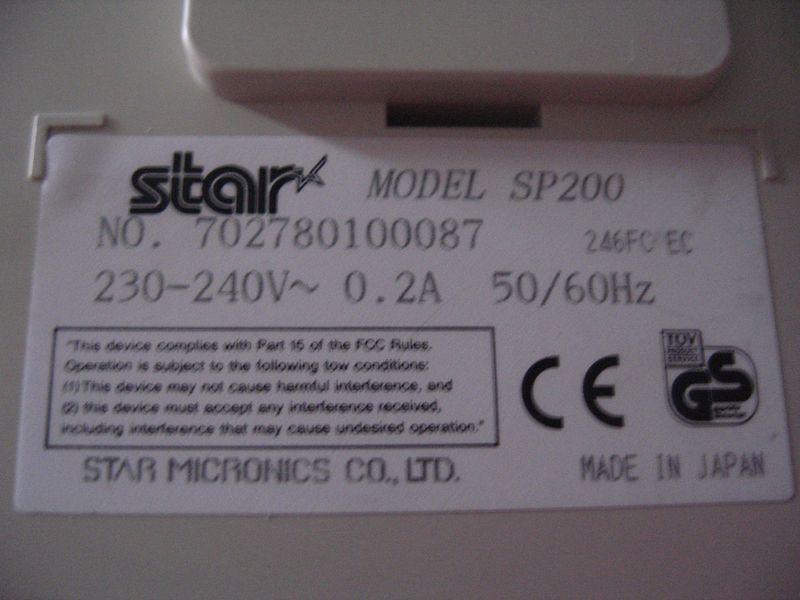 star MODEL SP200
NO. 702780100087 246FC EC
230-240V~ 0.2A 50/60Hz
"This device complies with Part 15 of the FCC Rules.
Operation is subject to the following tow conditions:
(1) This device may not cause harmful interference, and
(2) this device must accept any interference received,
including interference that may cause undesired operation."
CE
TÜV
PRODUCT SERVICE
GS
STAR MICRONICS CO., LTD. MADE IN JAPAN